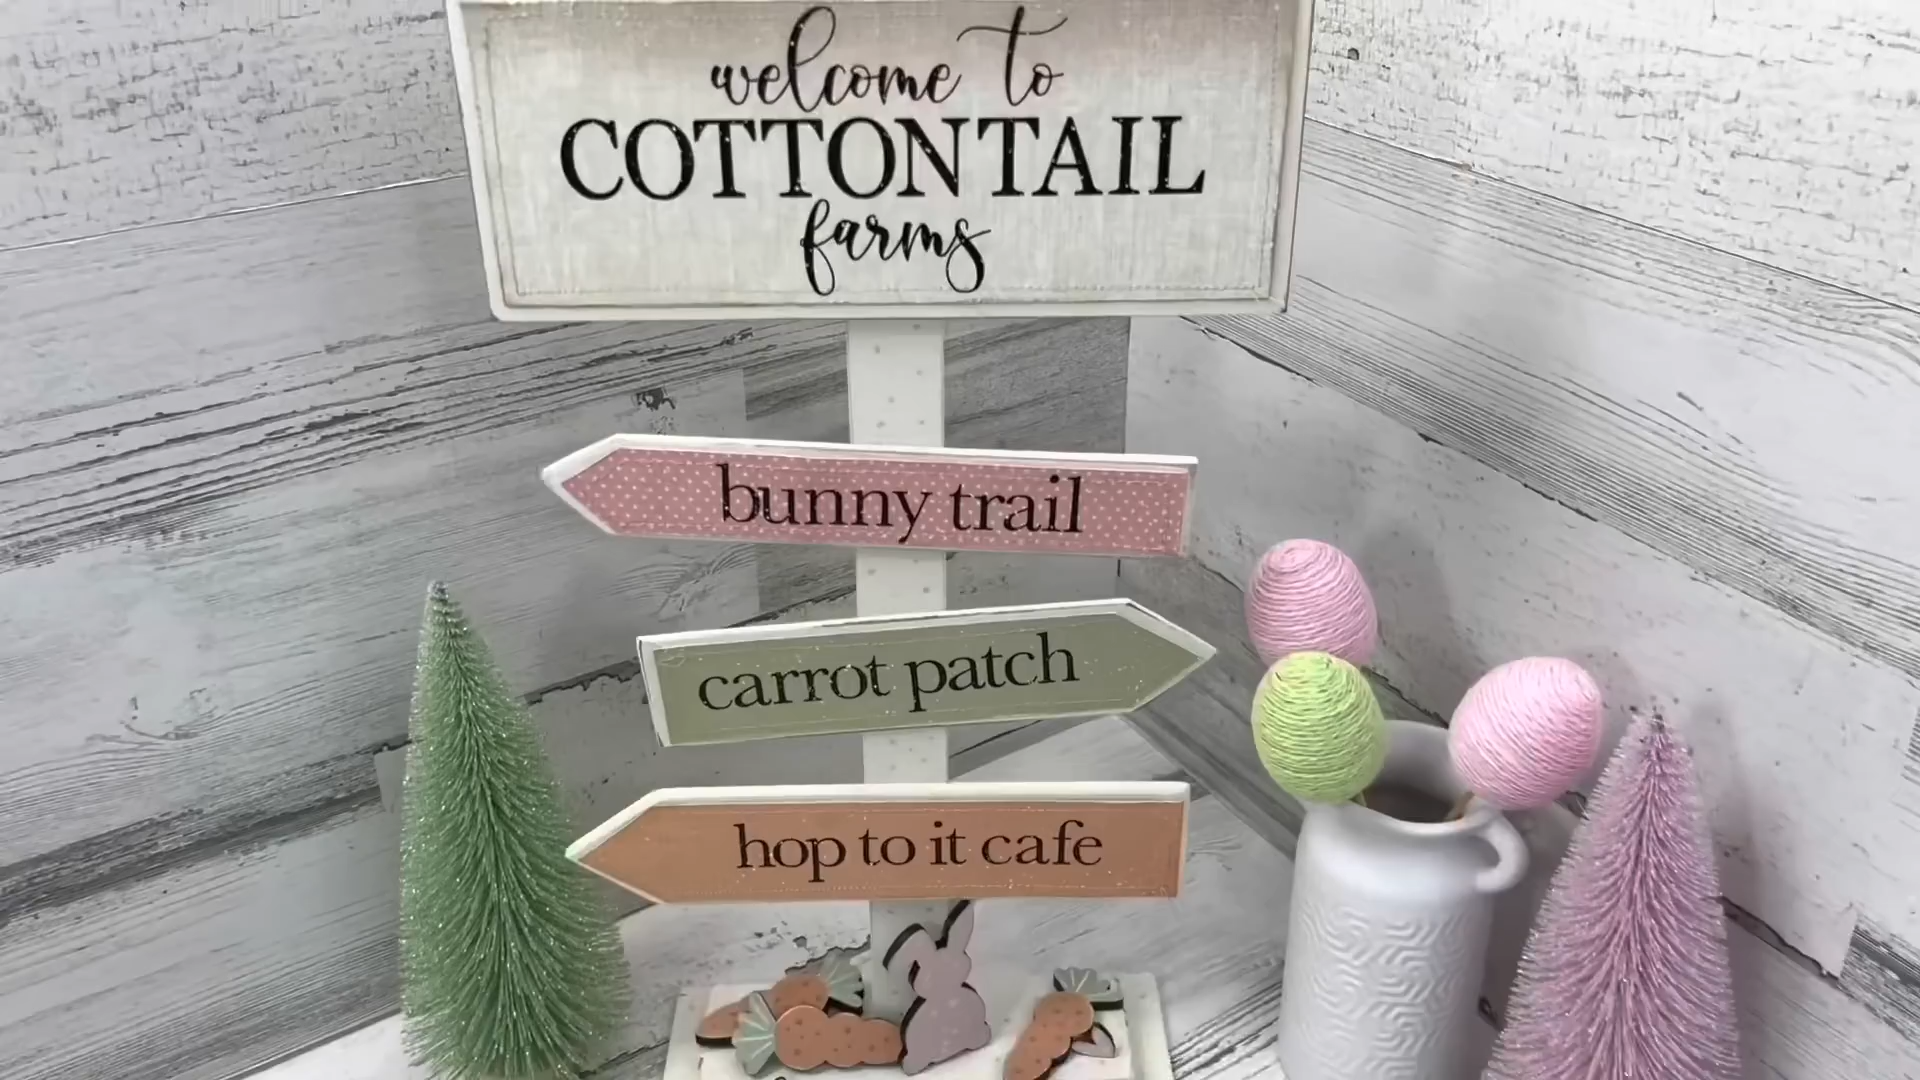 welcome to
COTTONTAIL
farms
bunny trail
carrot patch
hop to it cafe